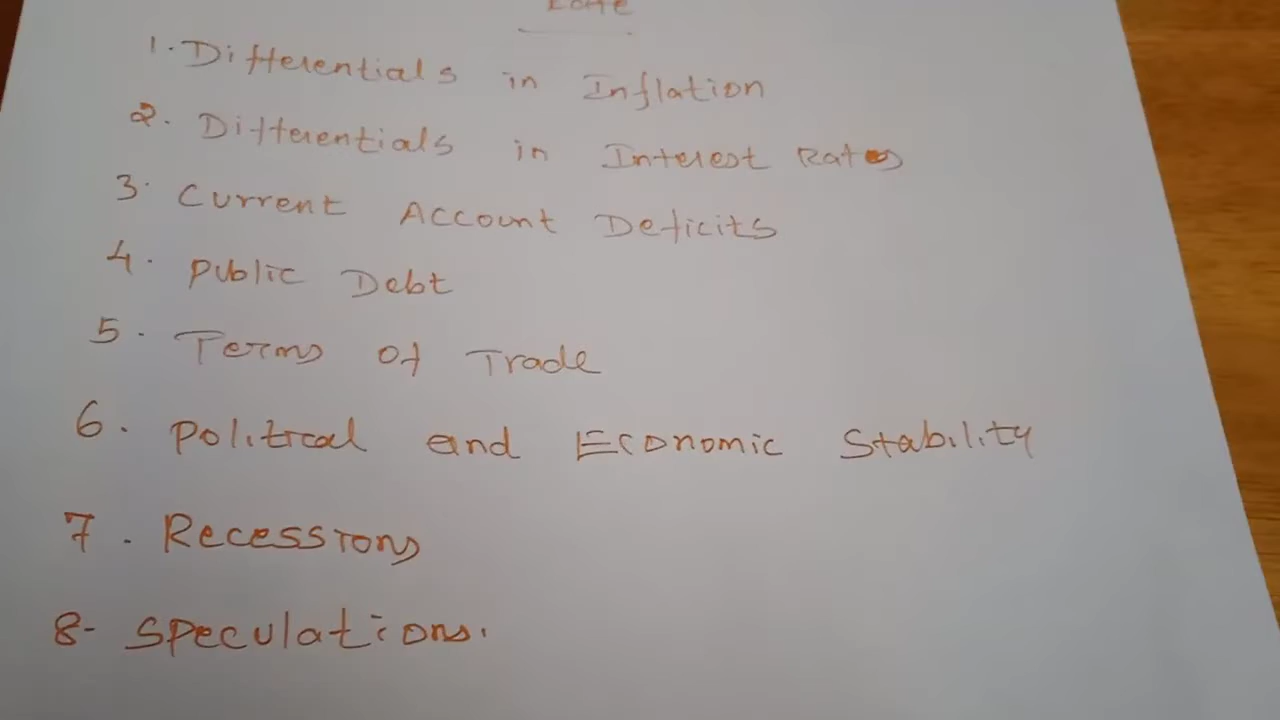 Rate
1. Differentials in Inflation
2. Differentials in Interest Rates
3. Current Account Deficits
4. Public Debt
5. Terms of Trade
6. Political and Economic Stability
7. Recessions
8- Speculations.